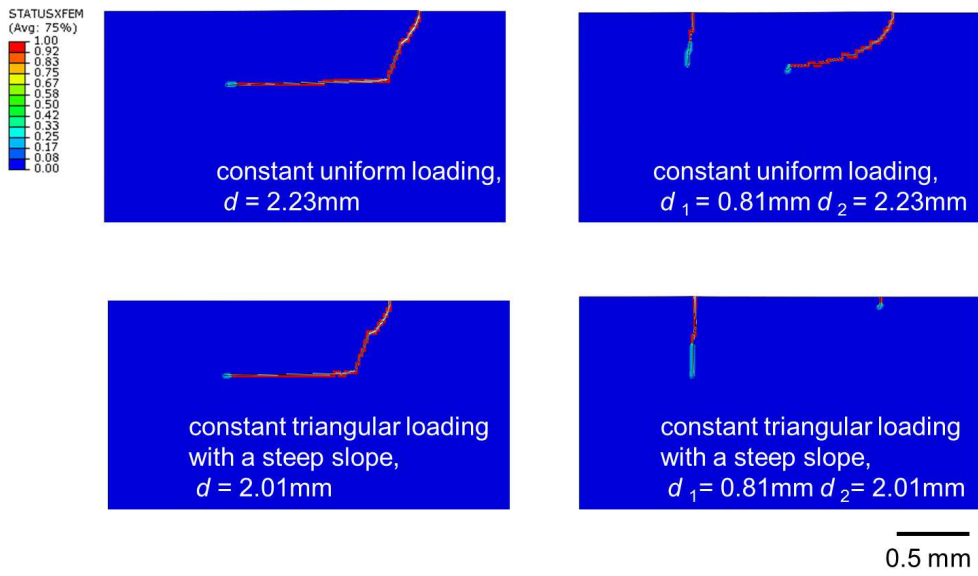 STATUSXFEM
(Avg: 75%)
1.00
0.92
0.83
0.75
0.67
0.58
0.50
0.42
0.33
0.25
0.17
0.08
0.00
constant uniform loading,
d = 2.23mm
constant uniform loading,
d 1 = 0.81mm d 2 = 2.23mm
constant triangular loading
with a steep slope,
d = 2.01mm
constant triangular loading
with a steep slope,
d 1= 0.81mm d 2= 2.01mm
0.5 mm